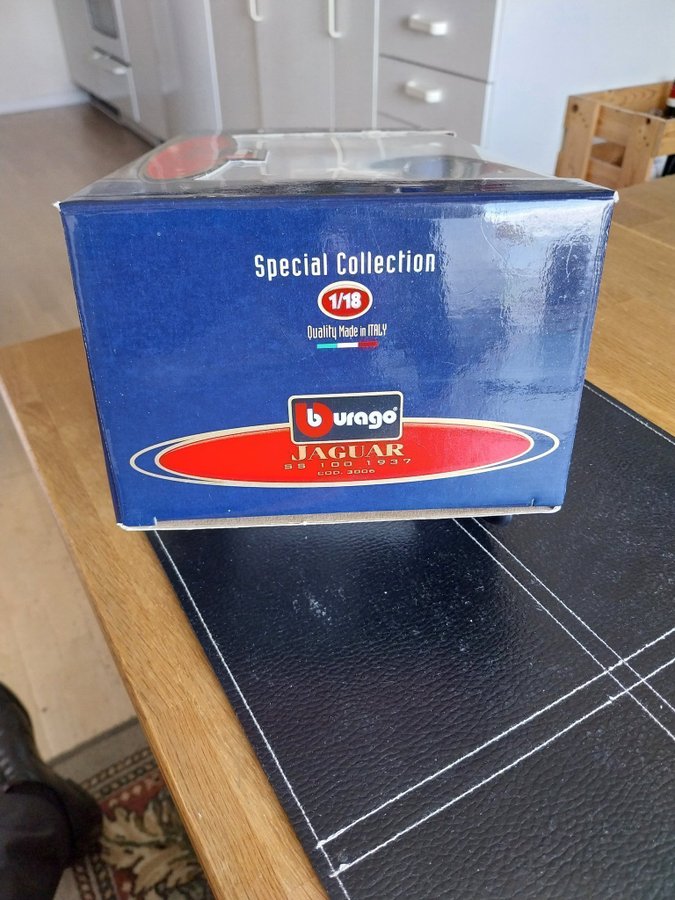 Special Collection
1/18
Quality Made in ITALY
burago
JAGUAR
SS 100 1937
COD. 3006